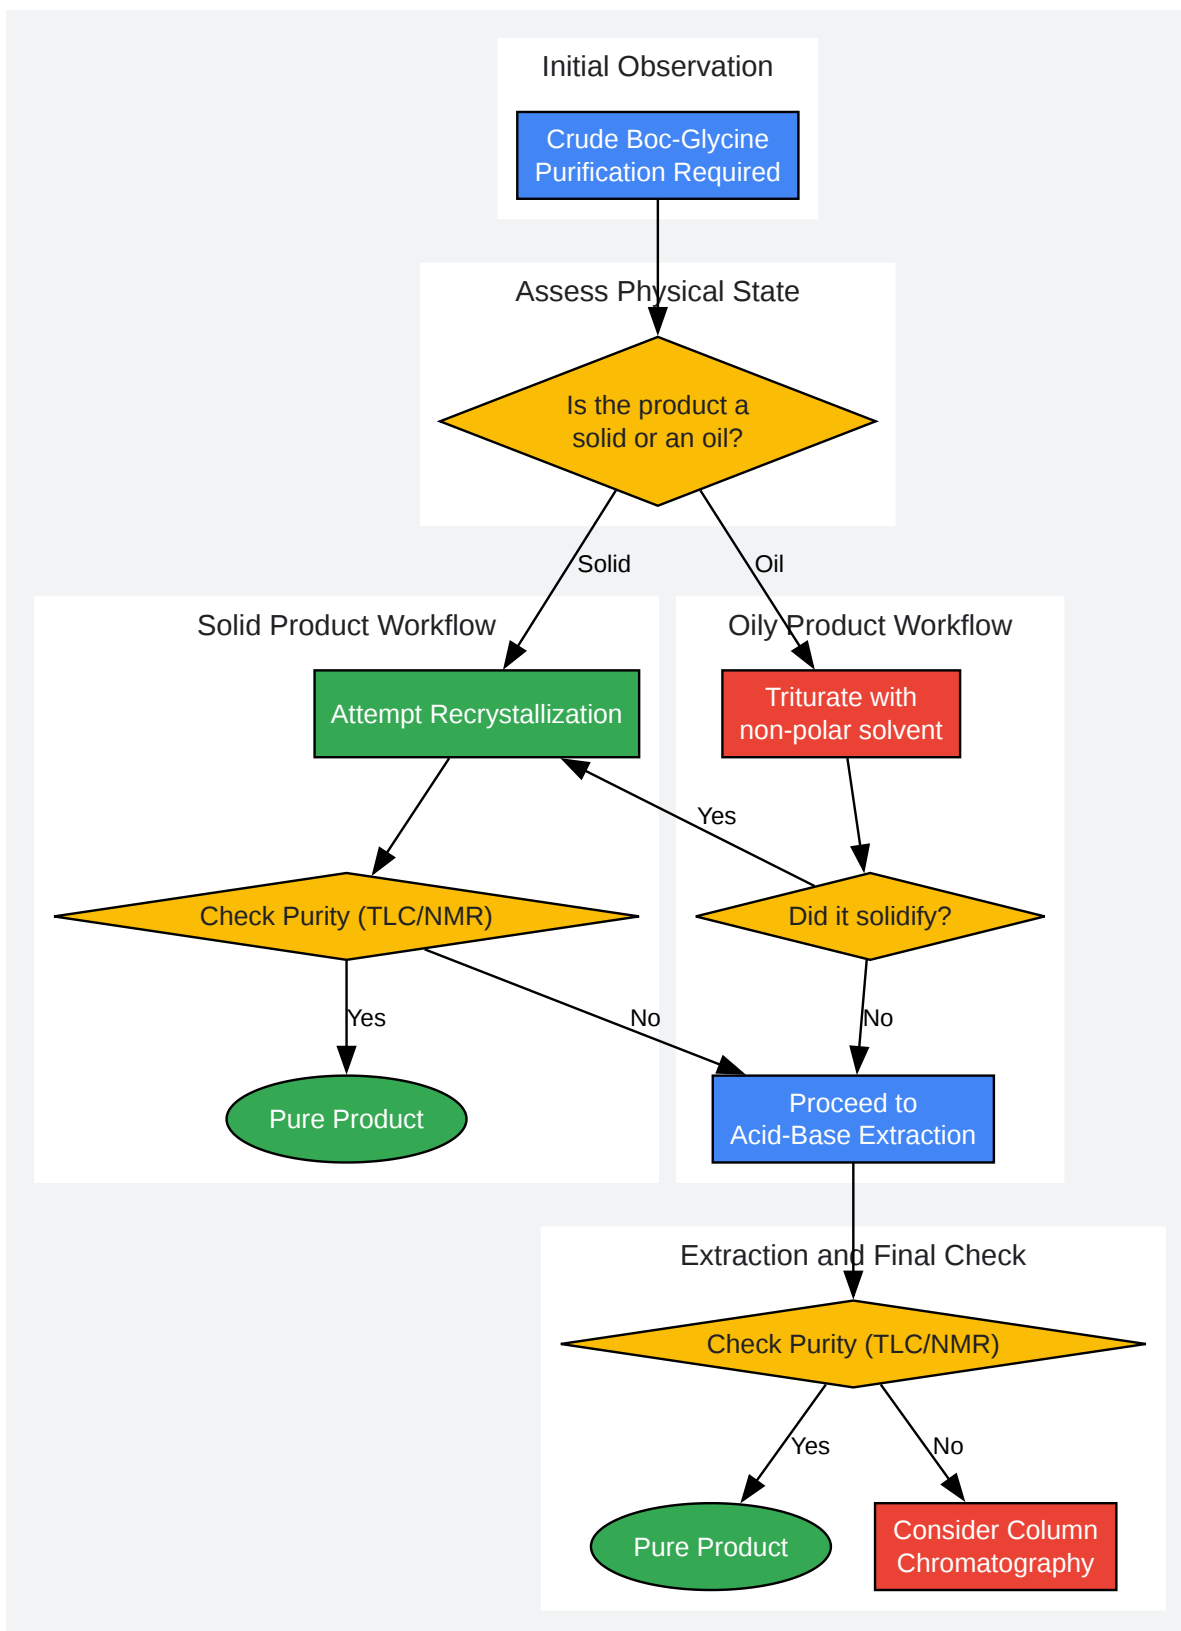 Initial Observation
Crude Boc-Glycine
Purification Required
Assess Physical State
Is the product a
solid or an oil?
Solid
Oil
Solid Product Workflow
Oily Product Workflow
Attempt Recrystallization
Triturate with
non-polar solvent
Yes
Check Purity (TLC/NMR)
Did it solidify?
Yes
No
No
Pure Product
Proceed to
Acid-Base Extraction
Extraction and Final Check
Check Purity (TLC/NMR)
Yes
No
Pure Product
Consider Column
Chromatography